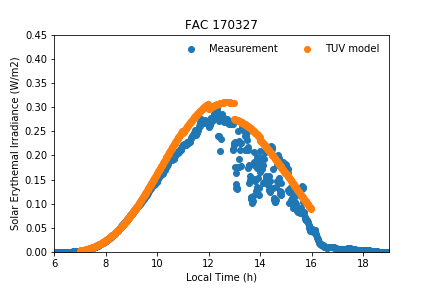 FAC 170327
Measurement TUV model
Solar Erythemal Irradiance (W/m2)
0.45
0.40
0.35
0.30
0.25
0.20
0.15
0.10
0.05
0.00
6 8 10 12 14 16 18
Local Time (h)